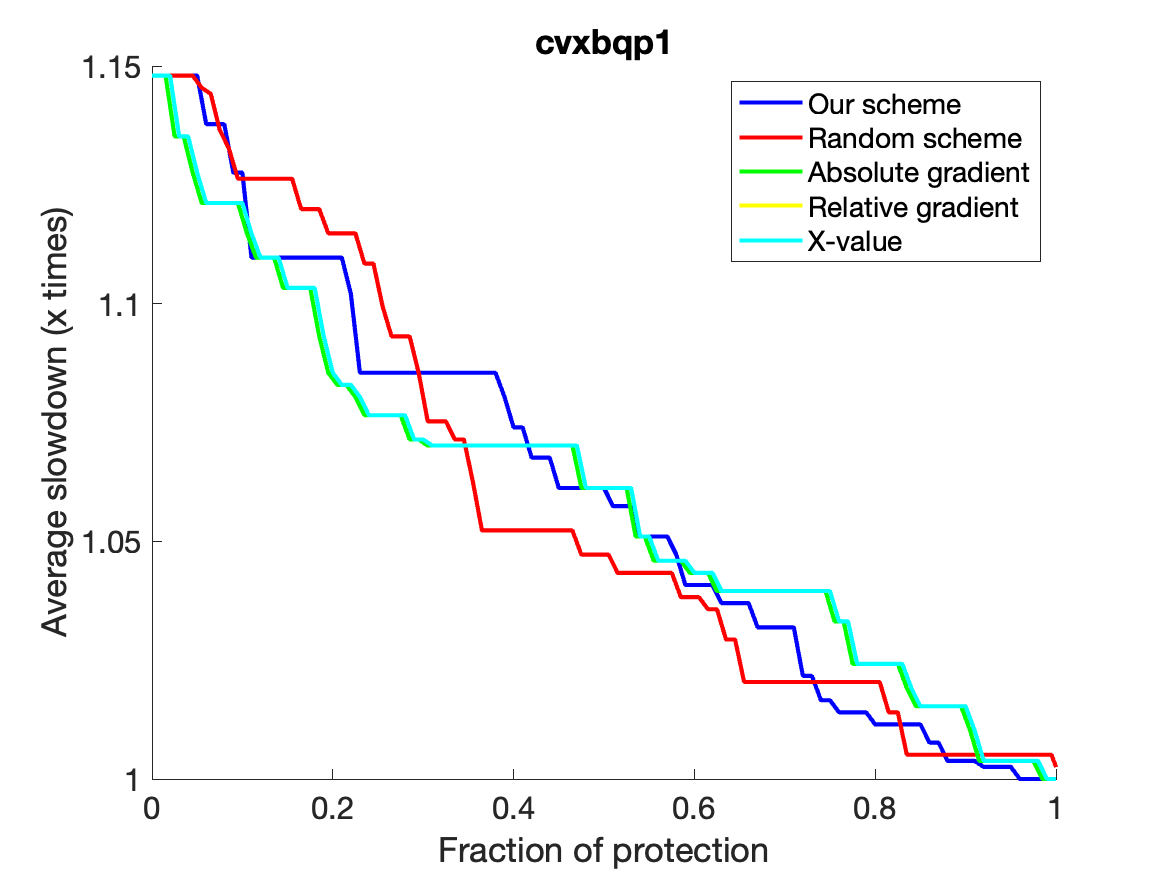 cvxbqp1
1.15
1.1
1.05
1
Average slowdown (x times)
Our scheme
Random scheme
Absolute gradient
Relative gradient
X-value
0 0.2 0.4 0.6 0.8 1
Fraction of protection